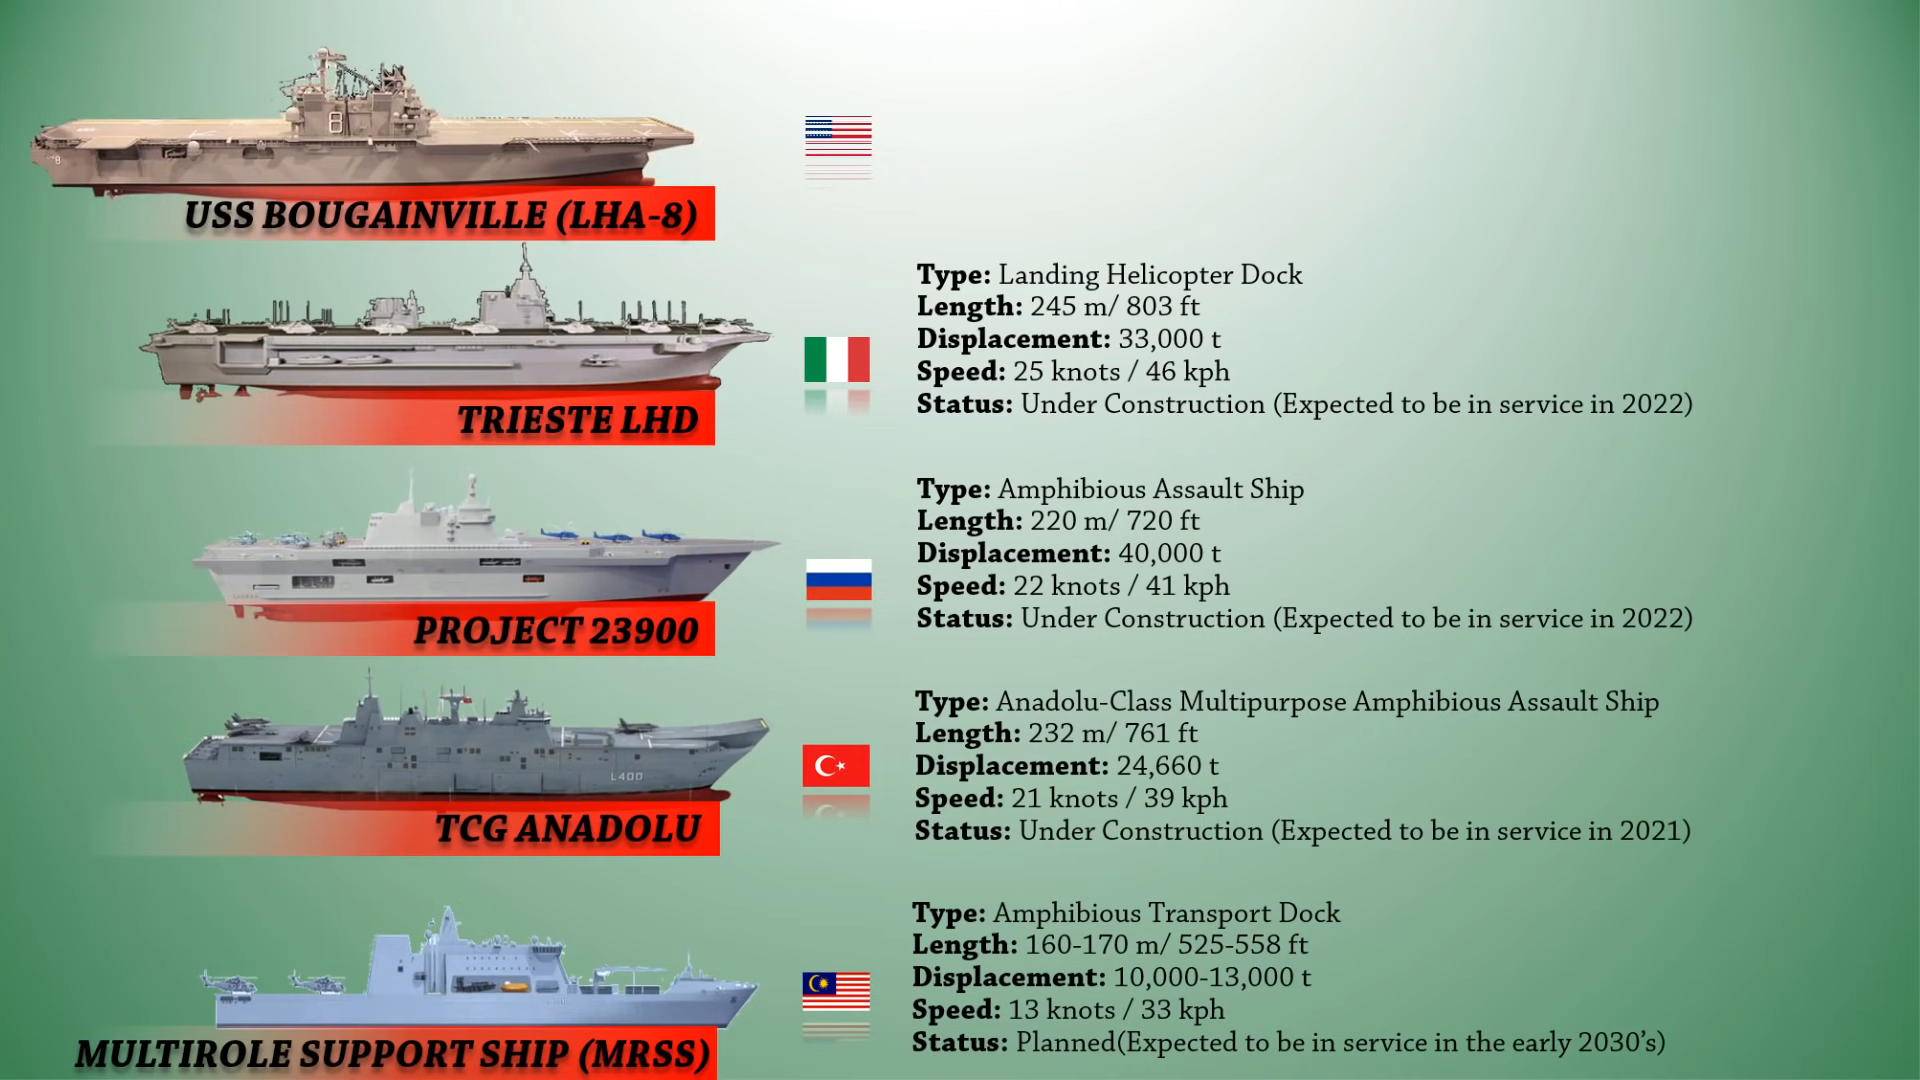 8
8
USS BOUGAINVILLE (LHA-8)
Type: Landing Helicopter Dock
Length: 245 m/ 803 ft
Displacement: 33,000 t
Speed: 25 knots / 46 kph
Status: Under Construction (Expected to be in service in 2022)
TRIESTE LHD
Type: Amphibious Assault Ship
Length: 220 m/ 720 ft
Displacement: 40,000 t
Speed: 22 knots / 41 kph
Status: Under Construction (Expected to be in service in 2022)
PROJECT 23900
Type: Anadolu-Class Multipurpose Amphibious Assault Ship
Length: 232 m/ 761 ft
Displacement: 24,660 t
Speed: 21 knots / 39 kph
Status: Under Construction (Expected to be in service in 2021)
L400
TCG ANADOLU
Type: Amphibious Transport Dock
Length: 160-170 m/ 525-558 ft
Displacement: 10,000-13,000 t
Speed: 13 knots / 33 kph
Status: Planned(Expected to be in service in the early 2030's)
MULTIROLE SUPPORT SHIP (MRSS)